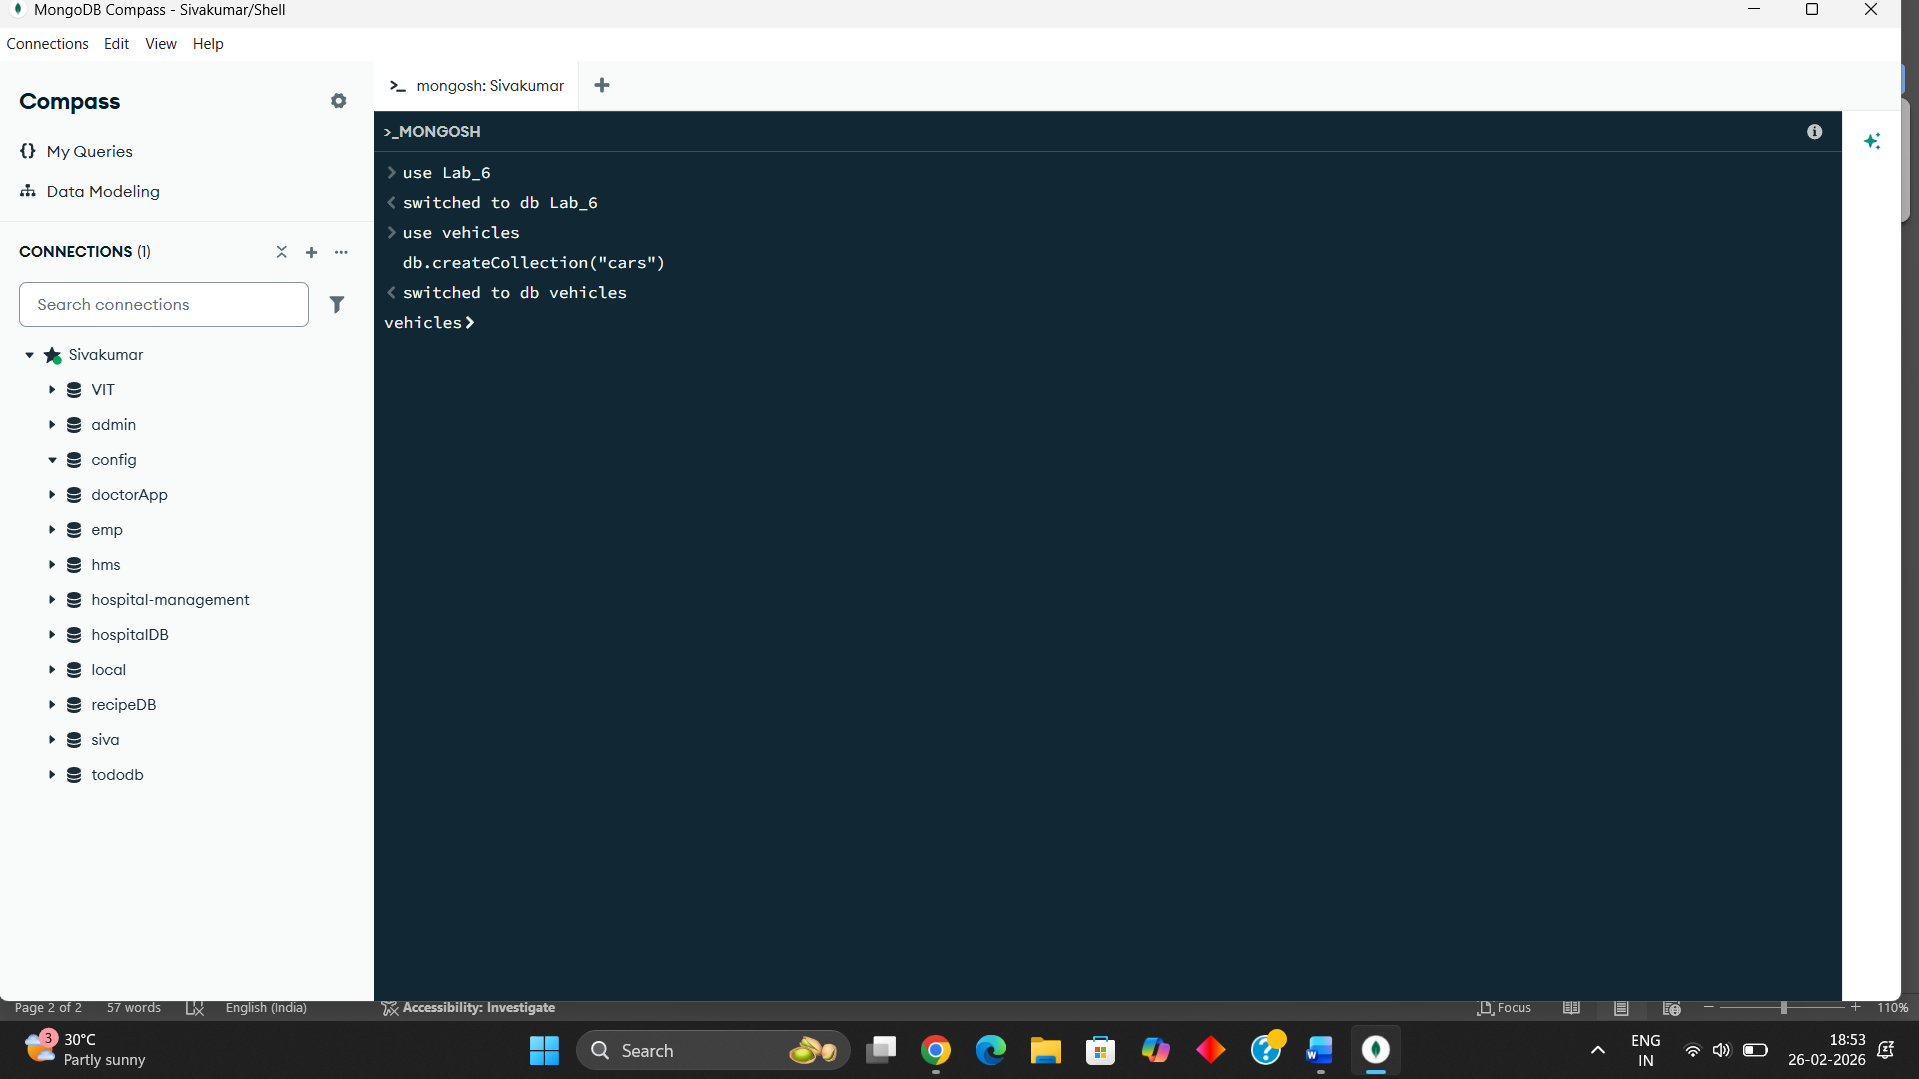 MongoDB Compass - Sivakumar/Shell
Connections Edit View Help
Compass
My Queries
Data Modeling
CONNECTIONS (1)
Search connections
Sivakumar
VIT
admin
config
doctorApp
emp
hms
hospital-management
hospitalDB
local
recipeDB
siva
tododb
>_ mongosh: Sivakumar
>_MONGOSH
> use Lab_6
< switched to db Lab_6
> use vehicles
db.createCollection("cars")
< switched to db vehicles
vehicles>
Page 2 of 2 57 words English (India) Accessibility: Investigate Focus 110%
3
30°C
Partly sunny
Search
ENG
IN
18:53
26-02-2026